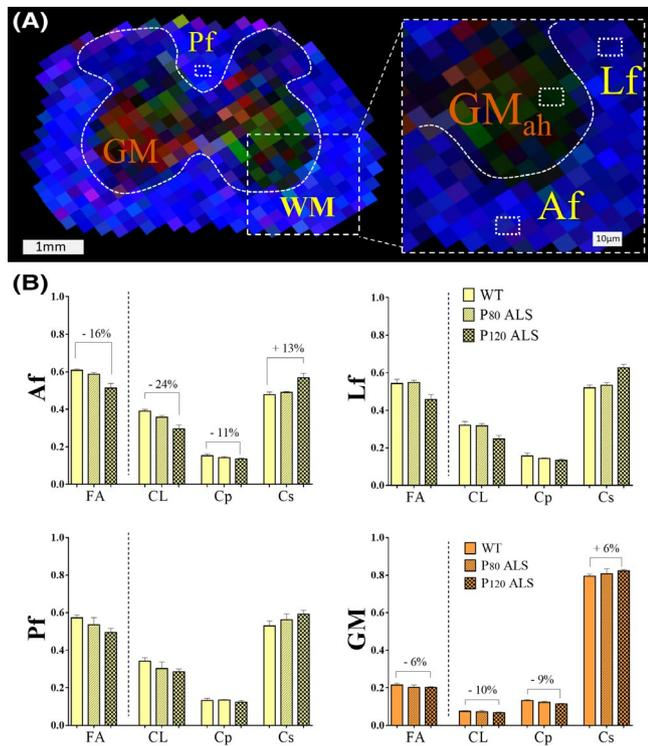 (A)
Pf
GM
WM
1mm
Lf
GMah
Af
10μm
(B)
Af
1.0
0.8
0.6
0.4
0.2
0.0
- 16%
- 24%
- 11%
+ 13%
FA CL Cp Cs
Lf
1.0
0.8
0.6
0.4
0.2
0.0
WT
P80 ALS
P120 ALS
FA CL Cp Cs
Pf
1.0
0.8
0.6
0.4
0.2
0.0
FA CL Cp Cs
GM
1.0
0.8
0.6
0.4
0.2
0.0
WT
P80 ALS
P120 ALS
- 6%
- 10%
- 9%
+ 6%
FA CL Cp Cs